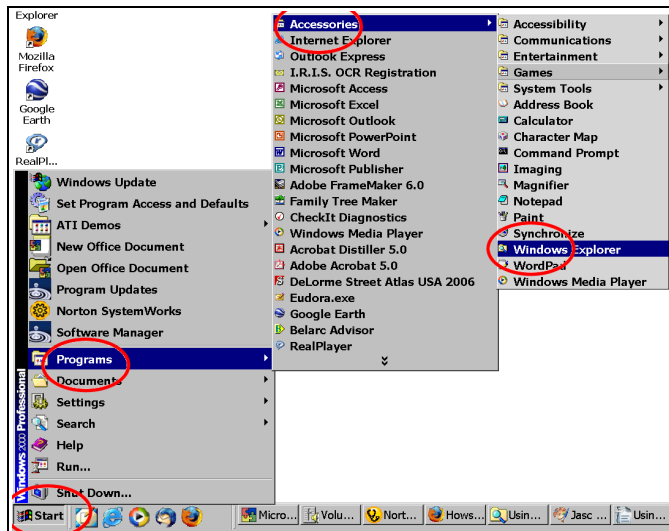 Explorer
Mozilla
Firefox
Google
Earth
RealPl...
Windows Update
Set Program Access and Defaults
ATI Demos
New Office Document
Open Office Document
Program Updates
Norton SystemWorks
Software Manager
Programs
Documents
Settings
Search
Help
Run...
Shut Down...
Windows 2000 Professional
Accessories
Internet Explorer
Outlook Express
I.R.I.S. OCR Registration
Microsoft Access
Microsoft Excel
Microsoft Outlook
Microsoft PowerPoint
Microsoft Word
Microsoft Publisher
Adobe FrameMaker 6.0
Family Tree Maker
CheckIt Diagnostics
Windows Media Player
Acrobat Distiller 5.0
Adobe Acrobat 5.0
DeLorme Street Atlas USA 2006
Eudora.exe
Google Earth
Belarc Advisor
RealPlayer
Accessibility
Communications
Entertainment
Games
System Tools
Address Book
Calculator
Character Map
Command Prompt
Imaging
Magnifier
Notepad
Paint
Synchronize
Windows Explorer
WordPad
Windows Media Player
Start
Micro...
Volu...
Nort...
Hows...
Usin...
Jasc ...
Usin...